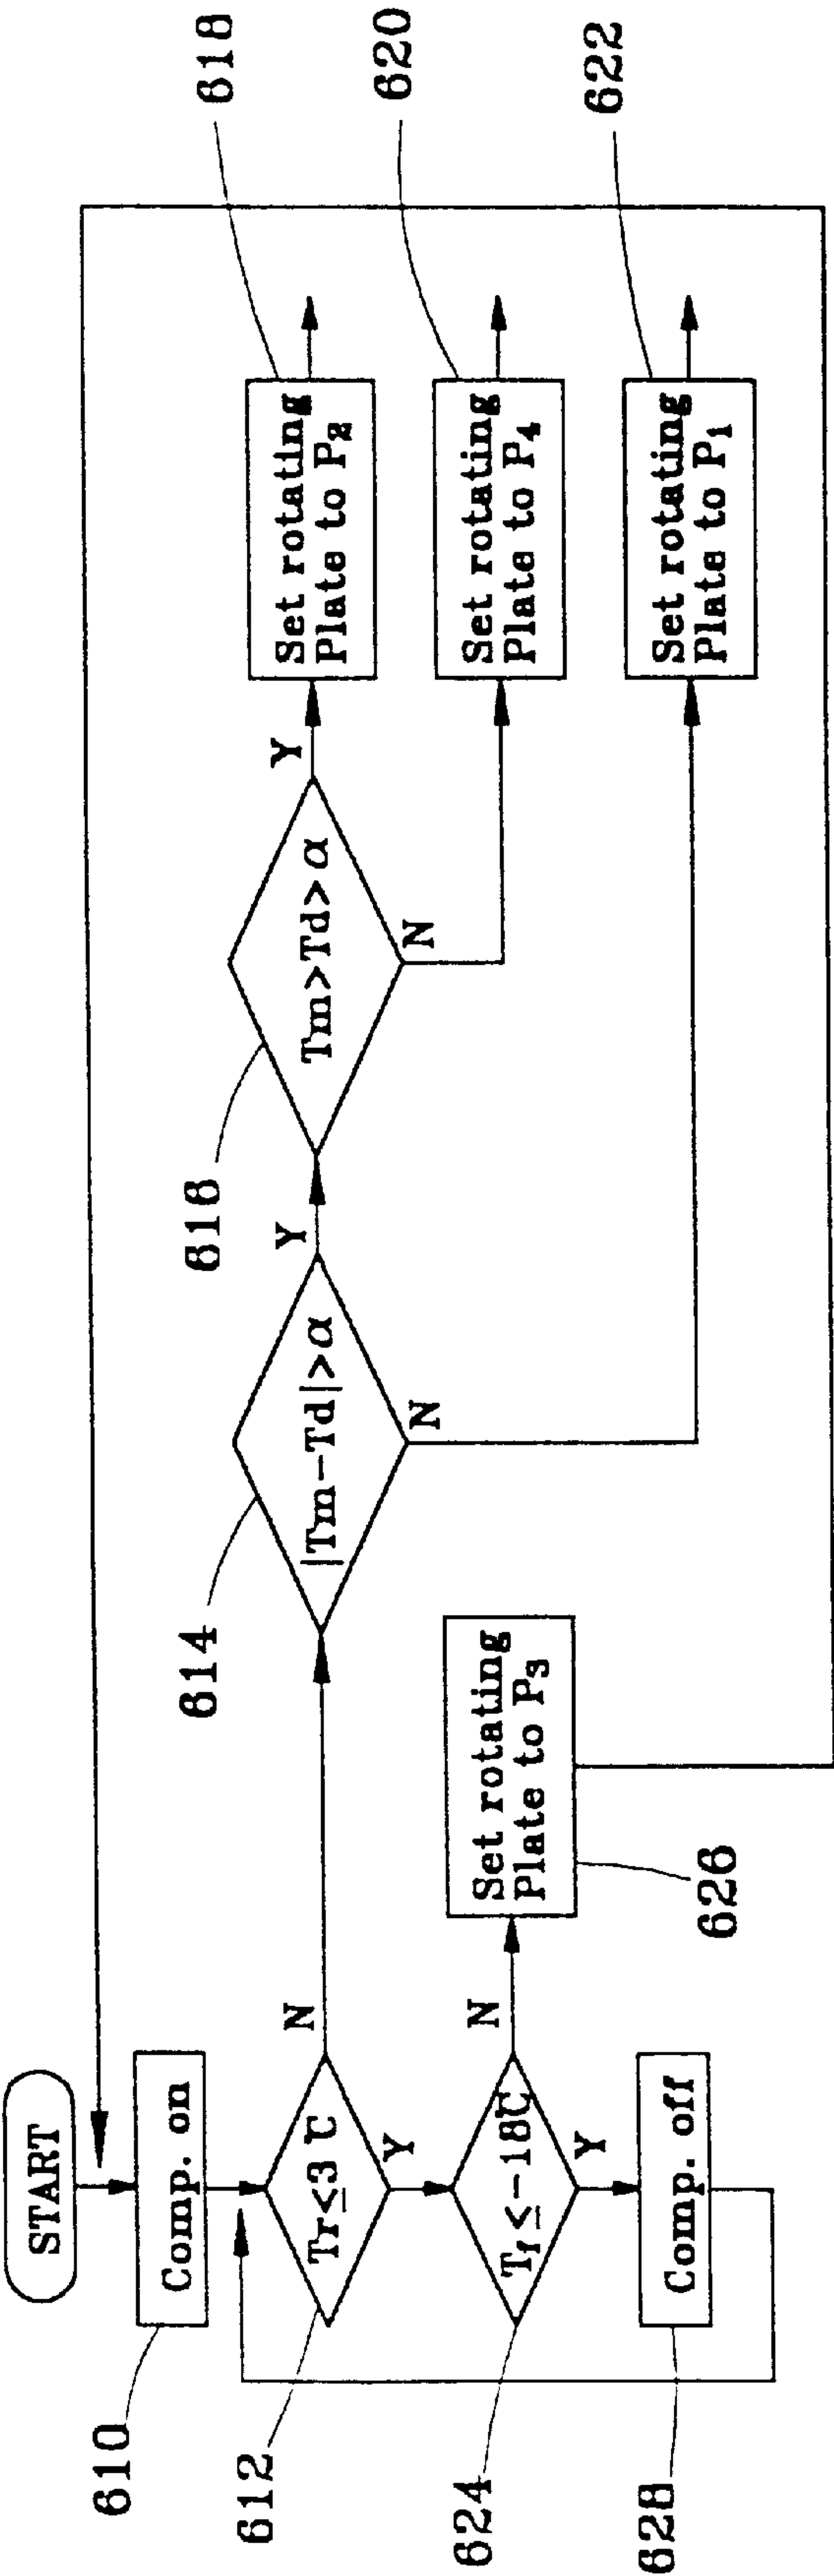 START
610
Comp. on
612
Tr≤3℃
N
Y
614
|Tm-Td|>α
Y
N
616
Tm>Td>α
Y
N
618
Set rotating
Plate to P₂
620
Set rotating
Plate to P₄
622
Set rotating
Plate to P₁
624
T_f≤-18℃
N
Y
626
Set rotating
Plate to P₃
628
Comp. off